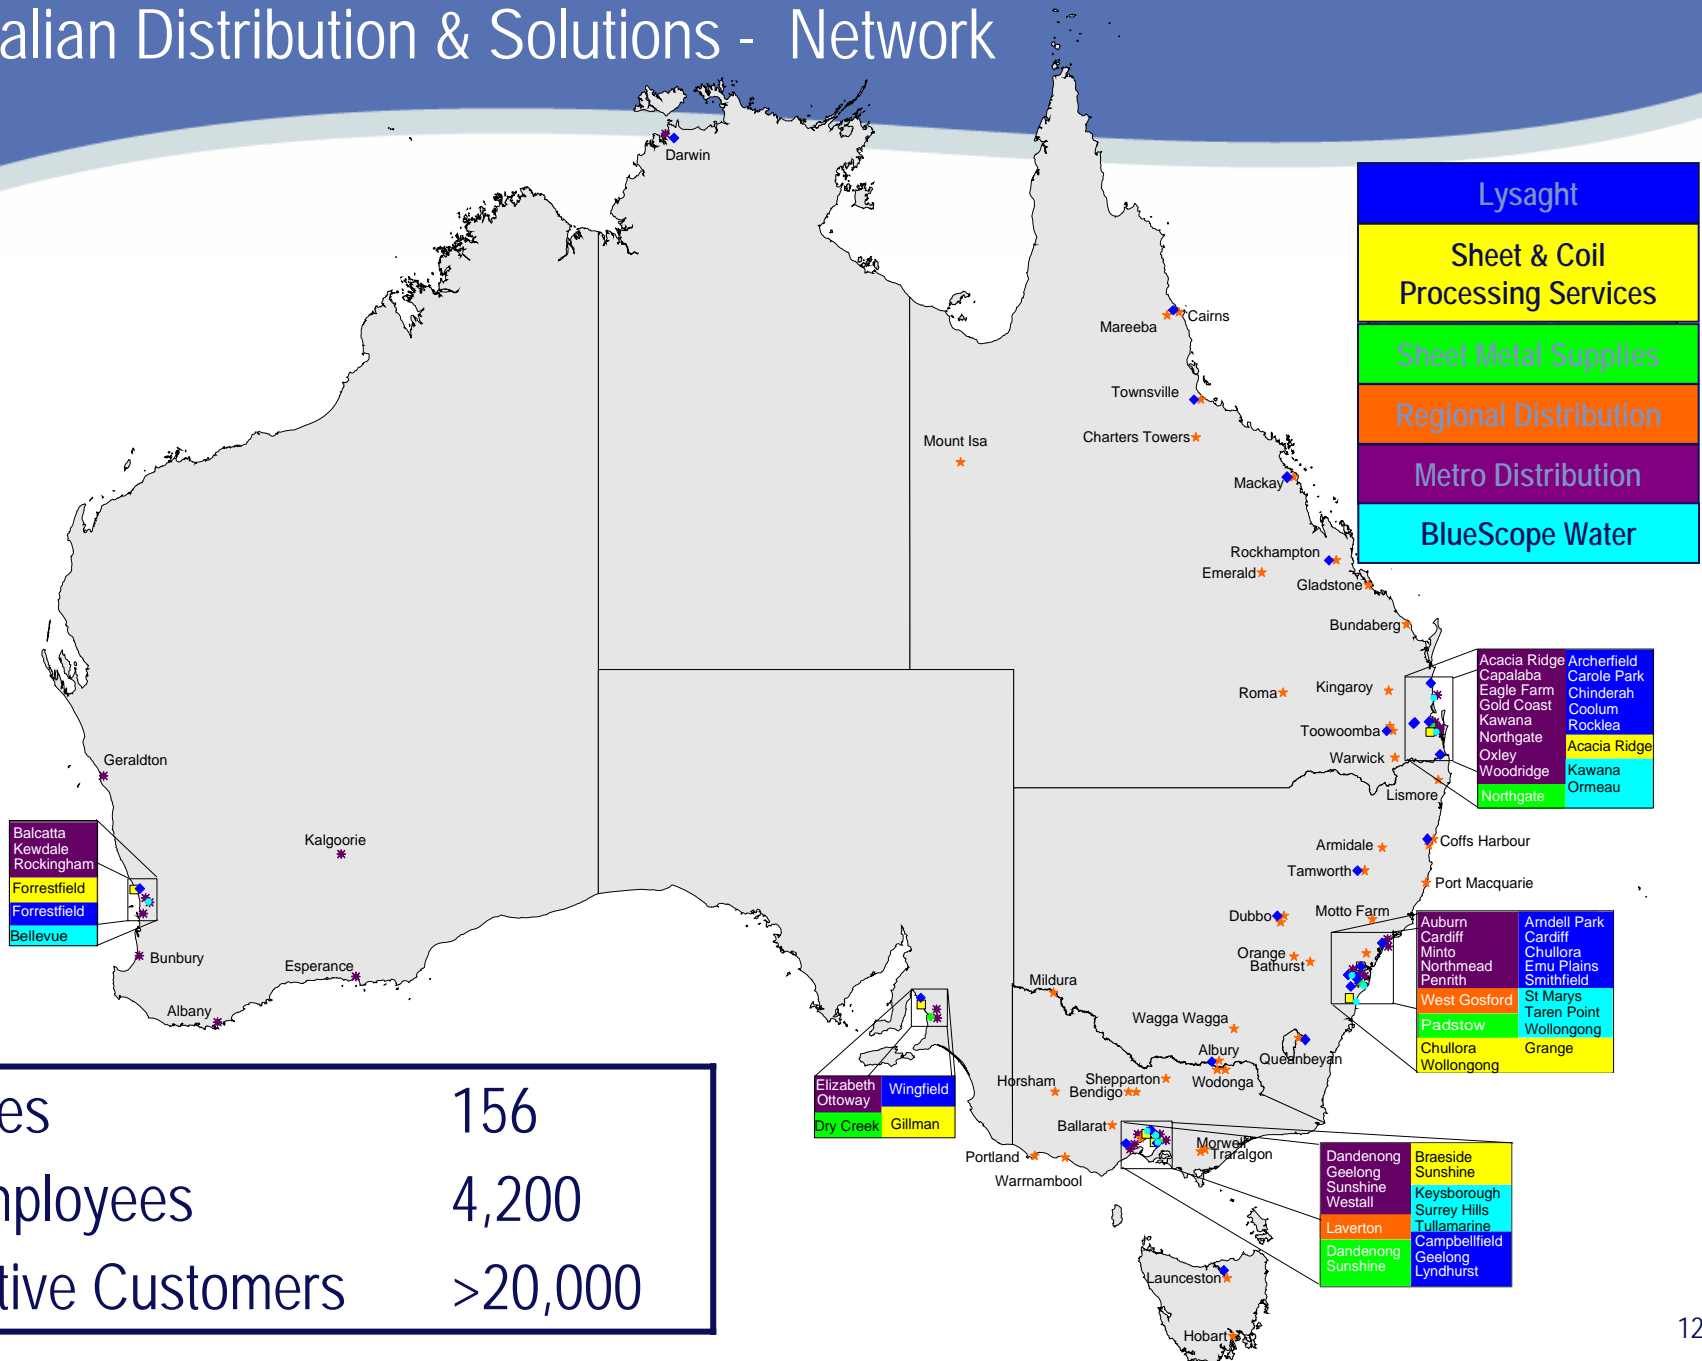 alian Distribution & Solutions - Network
Darwin
Lysaght
Sheet & Coil
Processing Services
Sheet Metal Supplies
Regional Distribution
Metro Distribution
BlueScope Water
Cairns
Mareeba
Townsville
Charters Towers
Mount Isa
Mackay
Rockhampton
Emerald
Gladstone
Bundaberg
Roma
Kingaroy
Toowoomba
Warwick
Lismore
Acacia Ridge
Capalaba
Eagle Farm
Gold Coast
Kawana
Northgate
Oxley
Woodridge
Northgate
Archerfield
Carole Park
Chinderah
Coolum
Rocklea
Acacia Ridge
Kawana
Ormeau
Geraldton
Kalgoorie
Balcatta
Kewdale
Rockingham
Forrestfield
Forrestfield
Bellevue
Bunbury
Esperance
Albany
Armidale
Coffs Harbour
Tamworth
Port Macquarie
Dubbo
Motto Farm
Orange
Bathurst
Auburn
Cardiff
Minto
Northmead
Penrith
West Gosford
Padstow
Chullora
Wollongong
Arndell Park
Cardiff
Chullora
Emu Plains
Smithfield
St Marys
Taren Point
Wollongong
Grange
Mildura
Wagga Wagga
Albury
Queanbeyan
Wodonga
Shepparton
Horsham
Bendigo
Ballarat
Morwell
Traralgon
Portland
Warrnambool
Elizabeth
Ottoway
Dry Creek
Wingfield
Gillman
Dandenong
Geelong
Sunshine
Westall
Laverton
Dandenong
Sunshine
Braeside
Sunshine
Keysborough
Surrey Hills
Tullamarine
Campbellfield
Geelong
Lyndhurst
Launceston
Hobart
es 156
mployees 4,200
tive Customers >20,000
12